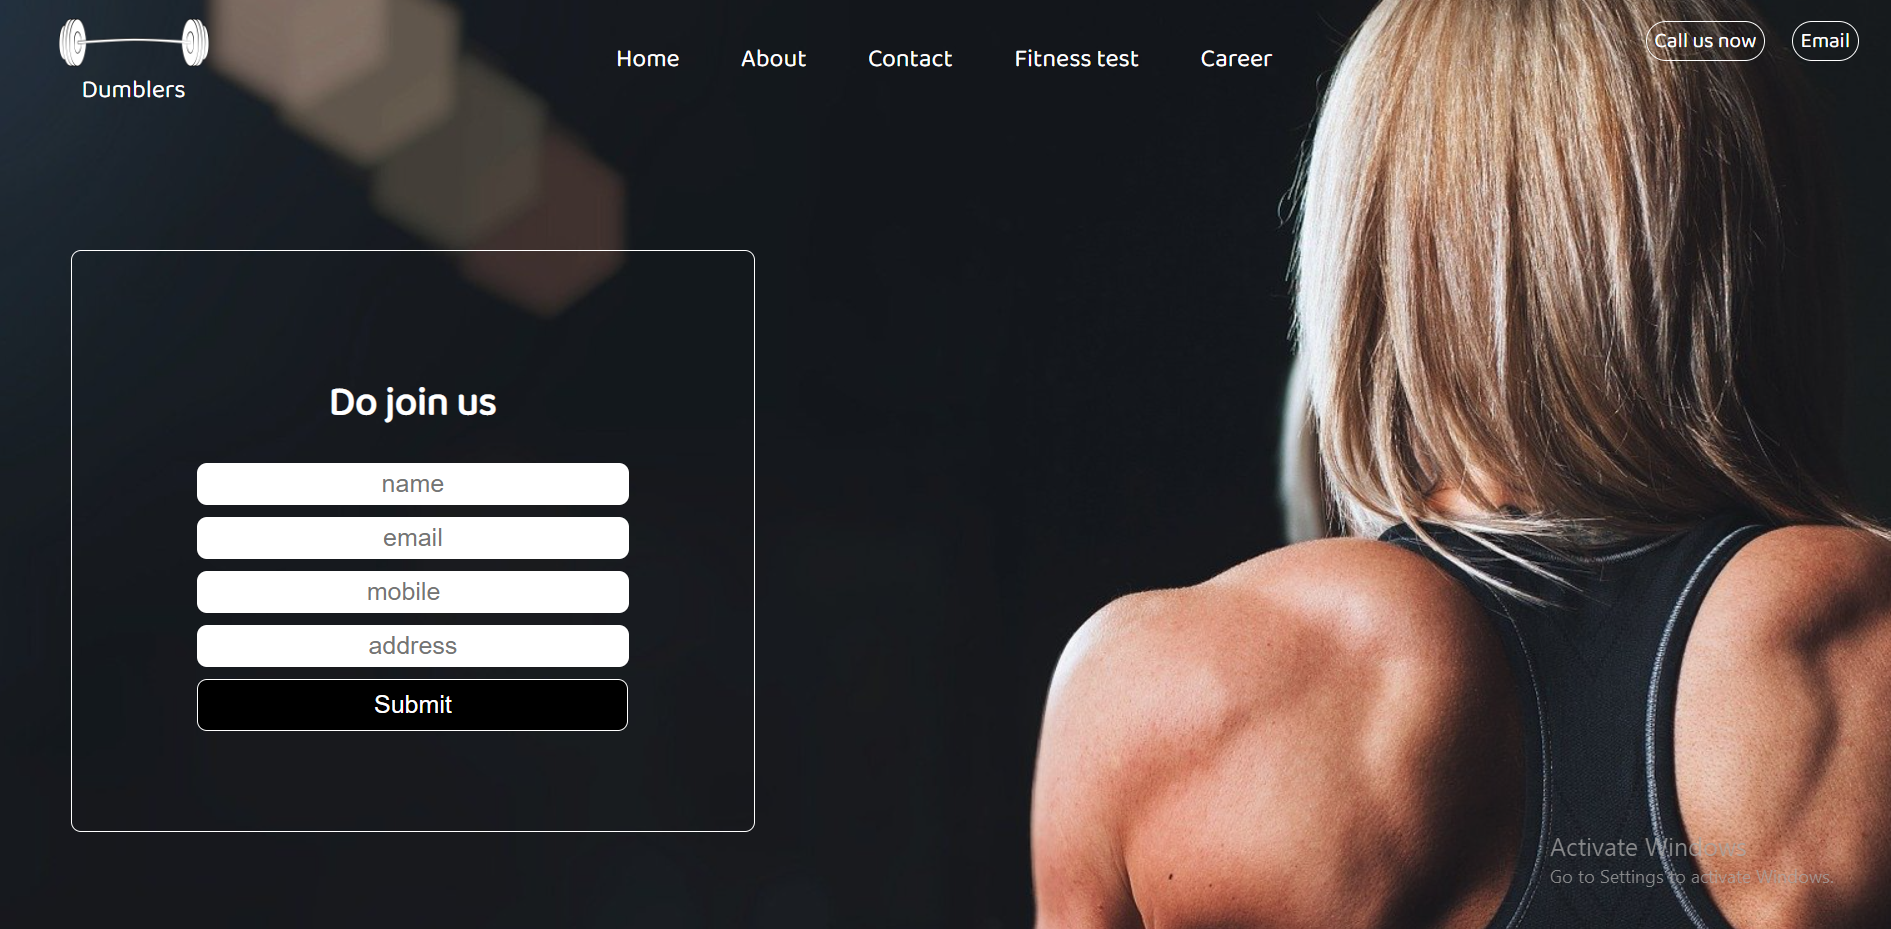 Dumblers
Home About Contact Fitness test Career
Call us now Email
Do join us
name
email
mobile
address
Submit
Activate Windows
Go to Settings to activate Windows.